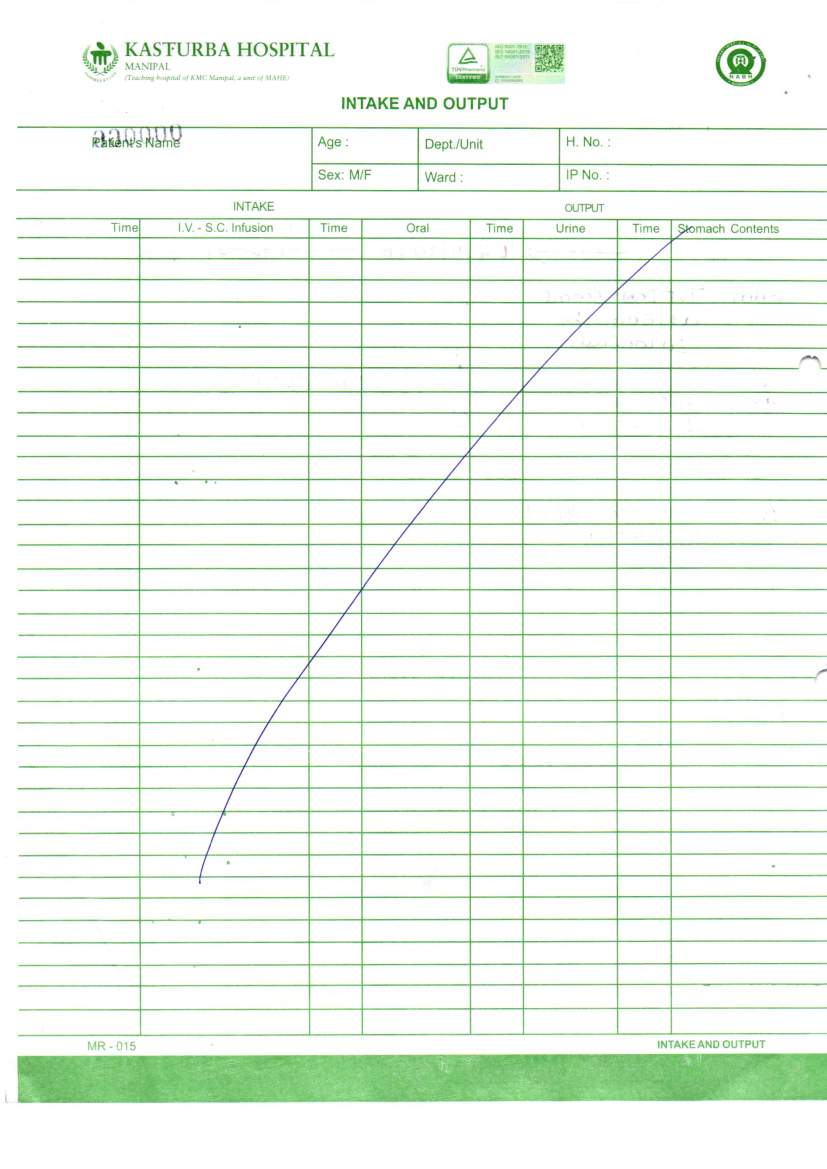 KASTURBA HOSPITAL
MANIPAL
(Teaching hospital of KMC Manipal, a unit of MAHE)
INTAKE AND OUTPUT
Patient's Name
Age :
Dept./Unit
H. No. :
Sex: M/F
Ward :
IP No. :
INTAKE
OUTPUT
Time
I.V. - S.C. Infusion
Time
Oral
Time
Urine
Time
Stomach Contents
MR - 015
INTAKE AND OUTPUT